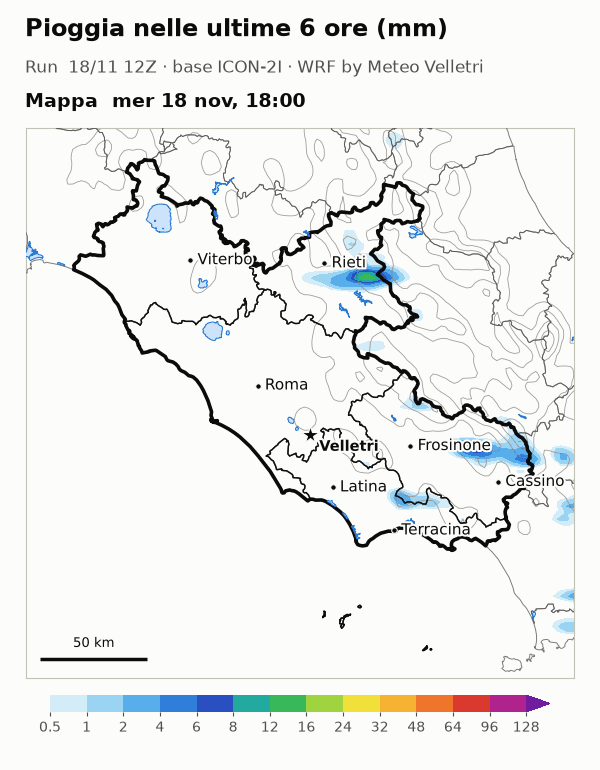 Pioggia nelle ultime 6 ore (mm)
Run  18/11 12Z · base ICON-2I · WRF by Meteo Velletri
Mappa  mer 18 nov, 18:00
Viterbo
Rieti
Roma
Velletri
Frosinone
Cassino
Latina
Terracina
50 km
0.5 1 2 4 6 8 12 16 24 32 48 64 96 128